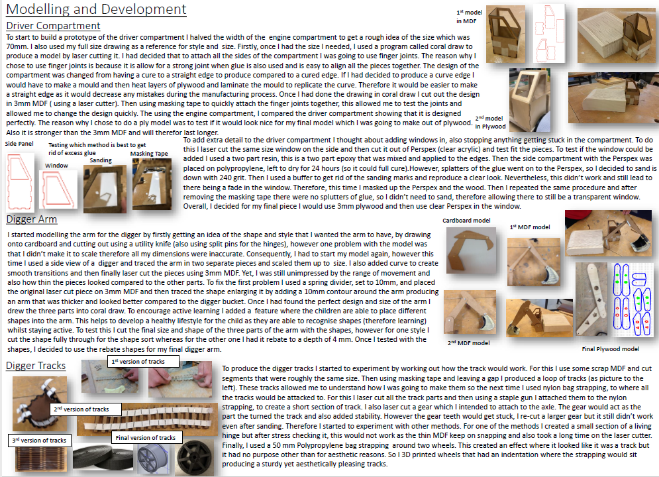 Modelling and Development
Driver Compartment
To start to build a prototype of the driver compartment I halved the width of the engine compartment to get a rough idea of the size which was
70mm. I also used my full size drawing as a reference for style and size. Firstly, once I had the size I needed, I used a program called coral draw to
produce a model by laser cutting it. I had decided that to attach all the sides of the compartment I was going to use finger joints. The reason why I
chose to use finger joints is because it is allow for a strong joint when glue is also used and is easy to align all the pieces together. The design of the
compartment was changed from having a cure to a straight edge to produce compared to a cured edge. If I had decided to produce a curve edge I
would have to make a mould and then heat layers of plywood and laminate the mould to replicate the curve. Therefore it would be easier to make
a straight edge as it would decrease any mistakes during the manufacturing process. Once I had done the drawing in coral draw I cut out the design
in 3mm MDF ( using a laser cutter). Then using masking tape to quickly attach the finger joints together, this allowed me to test the joints and
allowed me to change the design quickly. The using the engine compartment, I compared the driver compartment showing that it is designed
perfectly. The reason why I chose to do a ply model was to test if it would look nice for my final model which I was going to make out of plywood.
Also it is stronger than the 3mm MDF and will therefor last longer.
1st model
in MDF
2nd model
in Plywood
Side Panel
Window
Testing which method is best to get
rid of excess glue
Sanding
Masking Tape
To add extra detail to the driver compartment I thought about adding windows in, also stopping anything getting stuck in the compartment. To do
this I laser cut the same size window on the side and then cut it out of Perspex (clear acrylic) and test fit the pieces. To test if the window could be
added I used a two part resin, this is a two part epoxy that was mixed and applied to the edges. Then the side compartment with the Perspex was
placed on polypropylene, left to dry for 24 hours (so it could full cure).However, splatters of the glue went on to the Perspex, so I decided to sand is
down with 240 grit. Then I used a buffer to get rid of the sanding marks and reproduce a clear look. Nevertheless, this didn't work and still lead to
there being a fade in the window. Therefore, this time I masked up the Perspex and the wood. Then I repeated the same procedure and after
removing the masking tape there were no splutters of glue, so I didn't need to sand, therefore allowing there to still be a transparent window.
Overall, I decided for my final piece I would use 3mm plywood and then use clear Perspex in the window.
Digger Arm
I started modelling the arm for the digger by firstly getting an idea of the shape and style that I wanted the arm to have, by drawing
onto cardboard and cutting out using a utility knife (also using split pins for the hinges), however one problem with the model was
that I didn't make it to scale therefore all my dimensions were inaccurate. Consequently, I had to start my model again, however this
time I used a side view of a digger and traced the arm in two separate pieces and scaled them up to size. I also added curve to create
smooth transitions and then finally laser cut the pieces using 3mm MDF. Yet, I was still unimpressed by the range of movement and
also how thin the pieces looked compared to the other parts. To fix the first problem I used a spring divider, set to 10mm, and placed
the original laser cut piece on 3mm MDF and then traced the shape enlarging it by adding a 10mm contour around the arm producing
an arm that was thicker and looked better compared to the digger bucket. Once I had found the perfect design and size of the arm I
drew the three parts into coral draw. To encourage active learning I added a feature where the children are able to place different
shapes into the arm. This helps to develop a healthy lifestyle for the child as they are able to recognise shapes (therefore learning)
whilst staying active. To test this I cut the final size and shape of the three parts of the arm with the shapes, however for one style I
cut the shape fully through for the shape sort whereas for the other one I had it rebate to a depth of 4 mm. Once I tested with the
shapes, I decided to use the rebate shapes for my final digger arm.
Cardboard model
1st MDF model
2nd MDF model
Final Plywood model
Digger Tracks
1st version of tracks
2nd version of tracks
3rd version of tracks
Final version of tracks
To produce the digger tracks I started to experiment by working out how the track would work. For this I use some scrap MDF and cut
segments that were roughly the same size. Then using masking tape and leaving a gap I produced a loop of tracks (as picture to the
left). These tracks allowed me to understand how I was going to make them so the next time I used nylon bag strapping, to where all
the tracks would be attached to. For this I laser cut all the track parts and then using a staple gun I attached them to the nylon
strapping, to create a short section of track. I also laser cut a gear which I intended to attach to the axle. The gear would act as the
part the turned the track and also added stability. However the gear teeth would get stuck, I re-cut a larger gear but it still didn't work
even after sanding. Therefore I started to experiment with other methods. For one of the methods I created a small section of a living
hinge but after stress checking it, this would not work as the thin MDF keep on snapping and also took a long time on the laser cutter.
Finally, I used a 50 mm Polypropylene bag strapping around two wheels. This created an effect where it looked like it was a track but
it had no purpose other than for aesthetic reasons. So I 3D printed wheels that had an indentation where the strapping would sit
producing a sturdy yet aesthetically pleasing tracks.